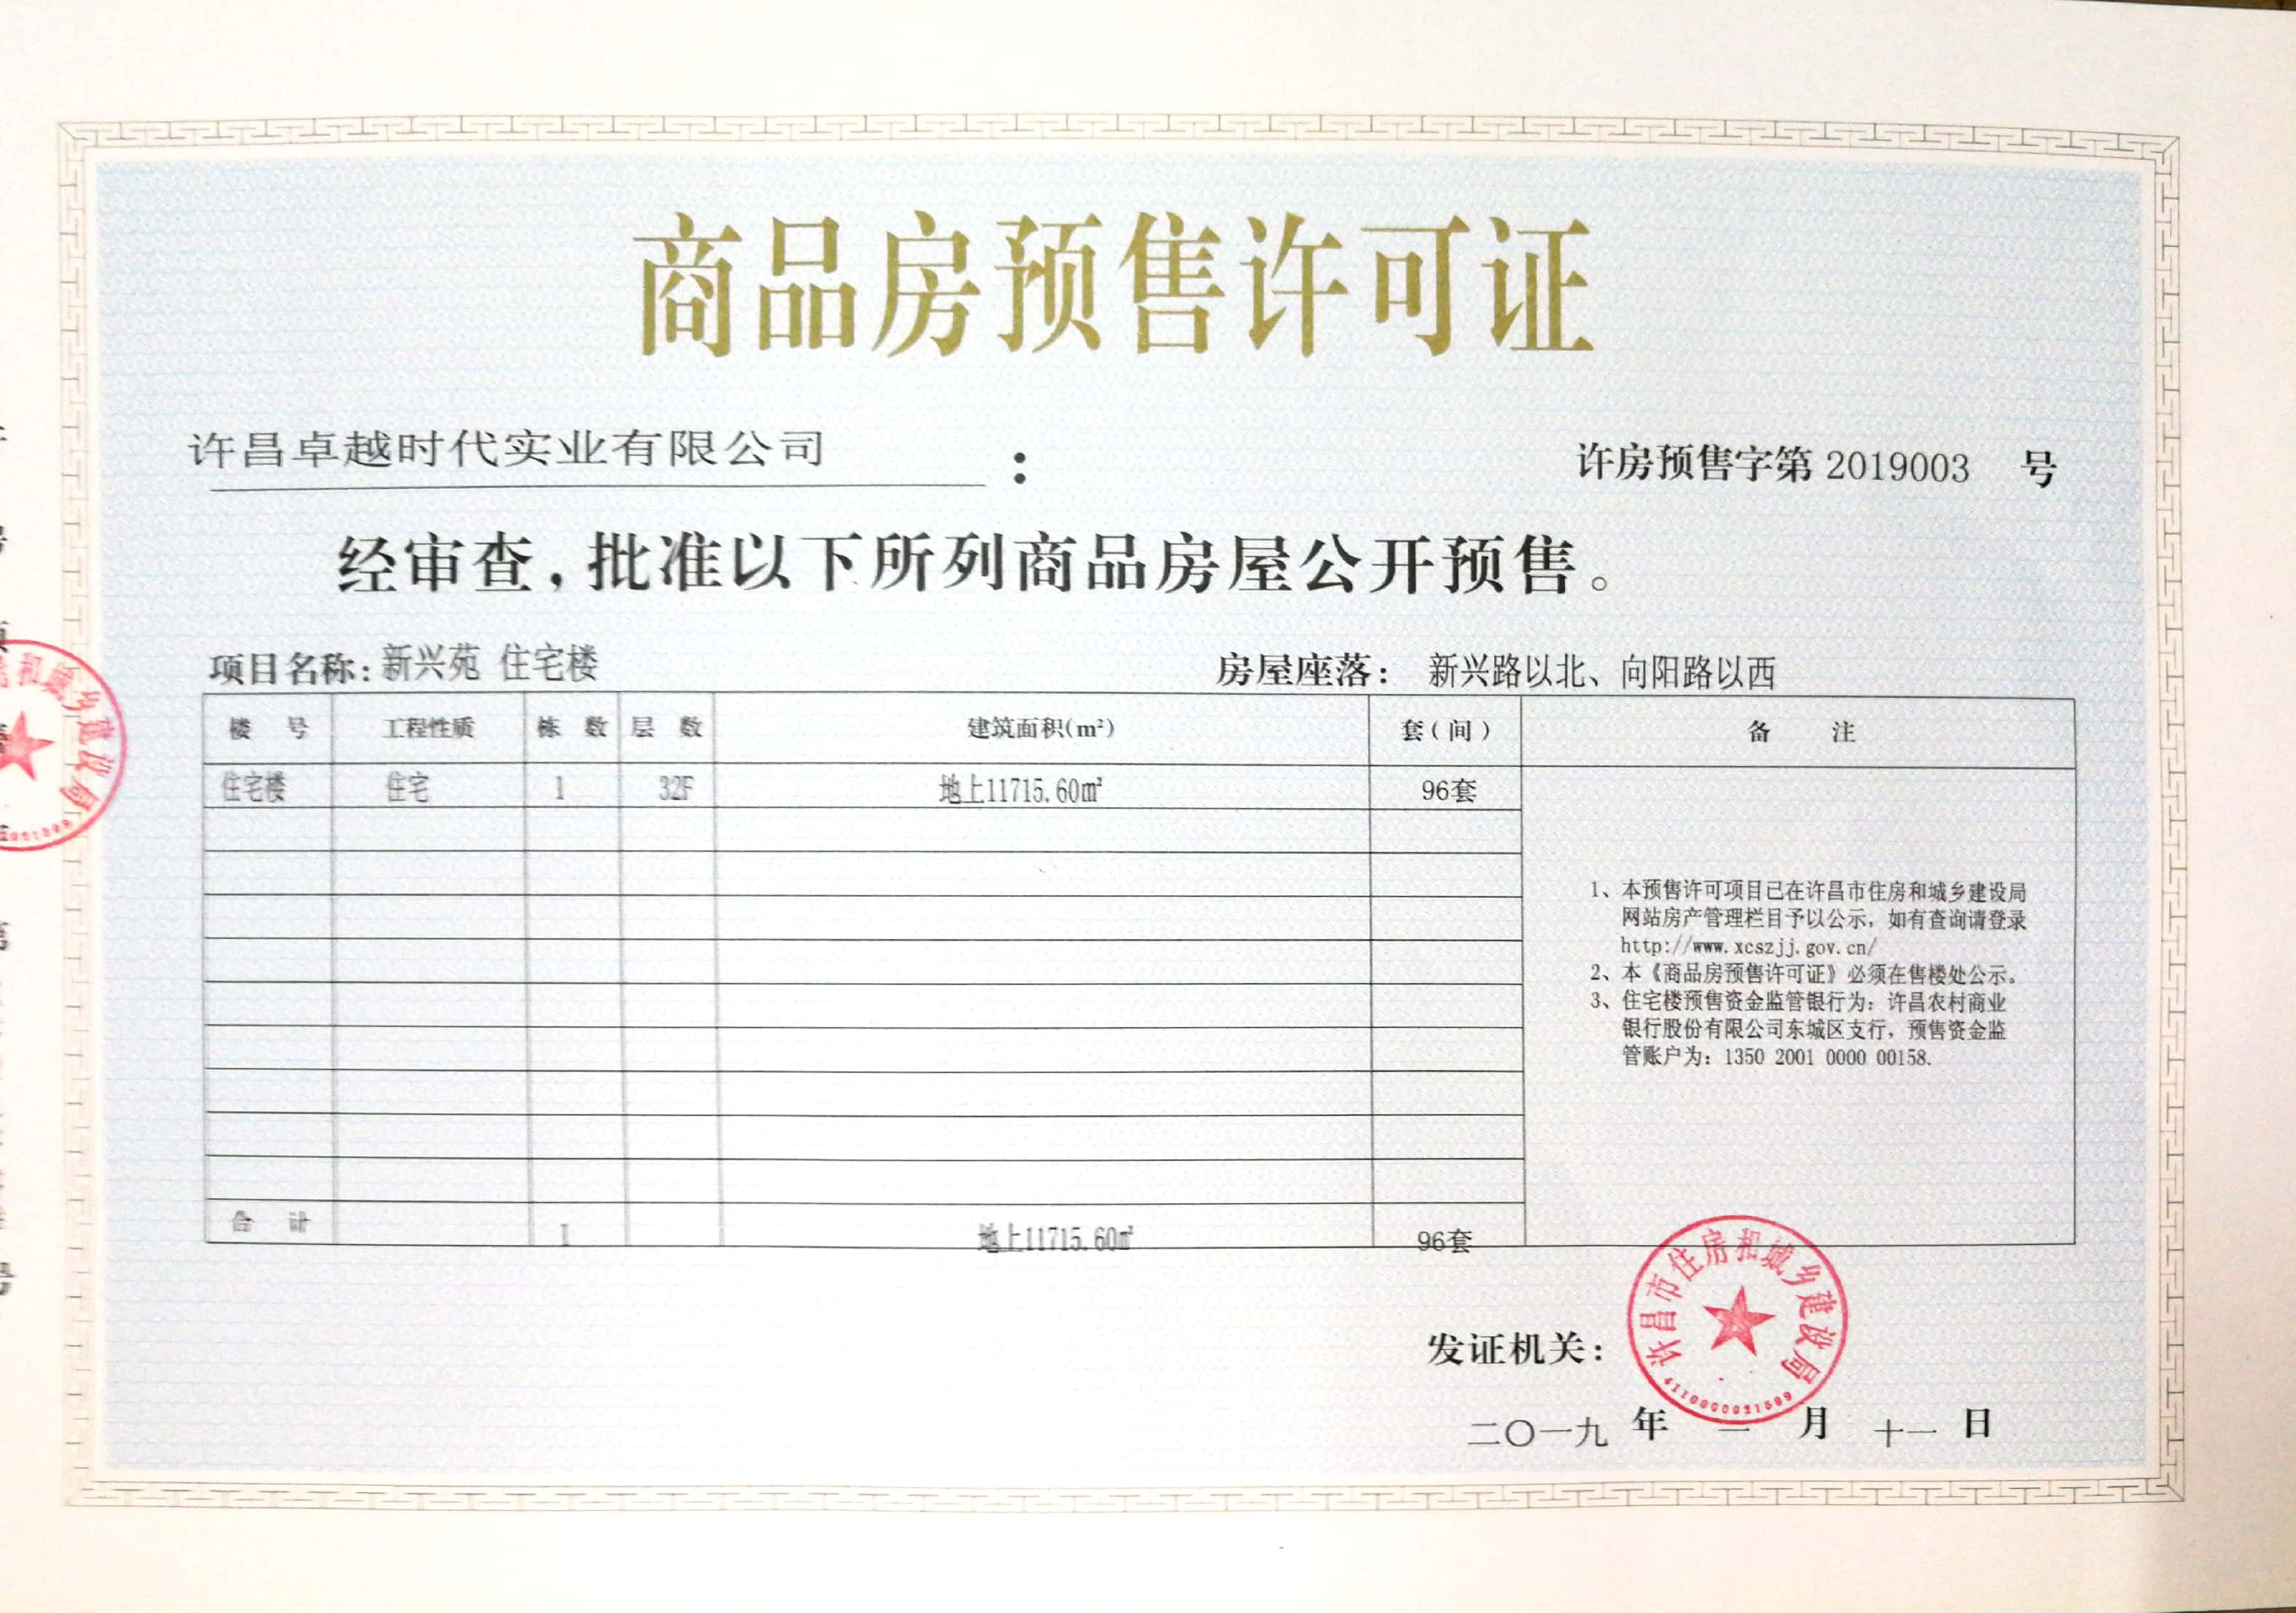 商品房预售许可证
许昌卓越时代实业有限公司：
许房预售字第 2019003 号
经审查，批准以下所列商品房屋公开预售。
项目名称：新兴苑 住宅楼 房屋座落： 新兴路以北、向阳路以西
楼 号 工程性质 栋 数 层 数 建筑面积(m²) 套（间） 备 注
住宅楼 住宅 1 32F 地上11715.60㎡ 96套
1、本预售许可项目已在许昌市住房和城乡建设局
网站房产管理栏目予以公示，如有查询请登录
http://www.xcszjj.gov.cn/
2、本《商品房预售许可证》必须在售楼处公示。
3、住宅楼预售资金监管银行为：许昌农村商业
银行股份有限公司东城区支行，预售资金监
管账户为：1350 2001 0000 00158.
合 计 1 地上11715.60㎡ 96套
许昌市住房和城乡建设局
发证机关：
二〇一九 年 一 月 十一 日
和城乡建设局